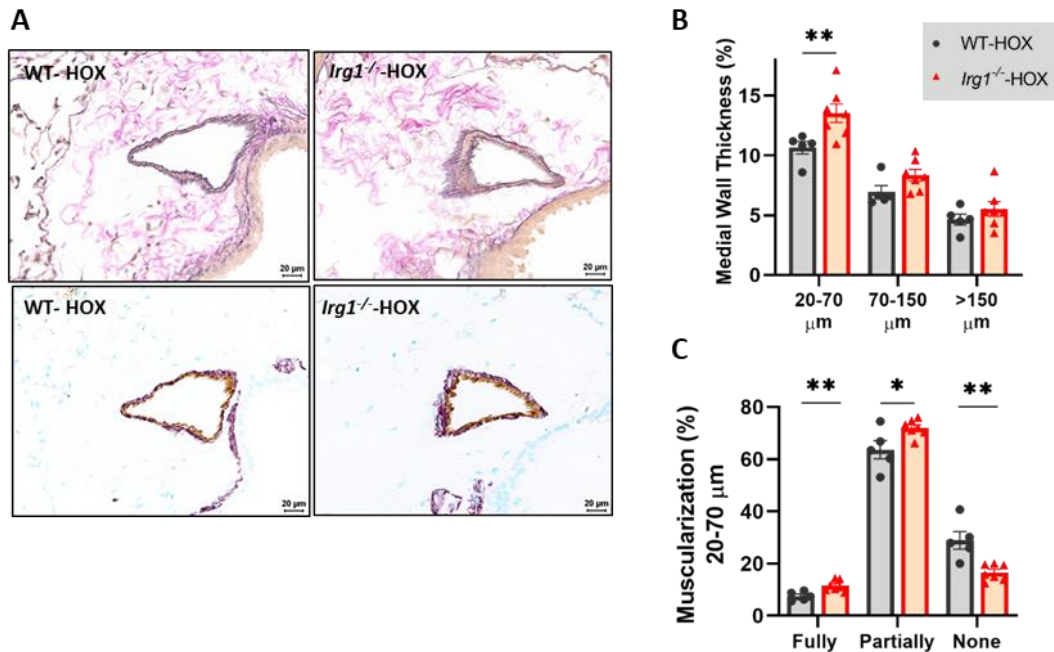 A
WT- HOX
Irg1-/--HOX
20 µm
20 µm
WT- HOX
Irg1-/--HOX
20 µm
20 µm
B
WT-HOX
Irg1-/--HOX
**
Medial Wall Thickness (%)
15
10
5
0
20-70
µm
70-150
µm
>150
µm
C
**
*
**
Muscularization (%)
20-70 µm
80
60
40
20
0
Fully
Partially
None